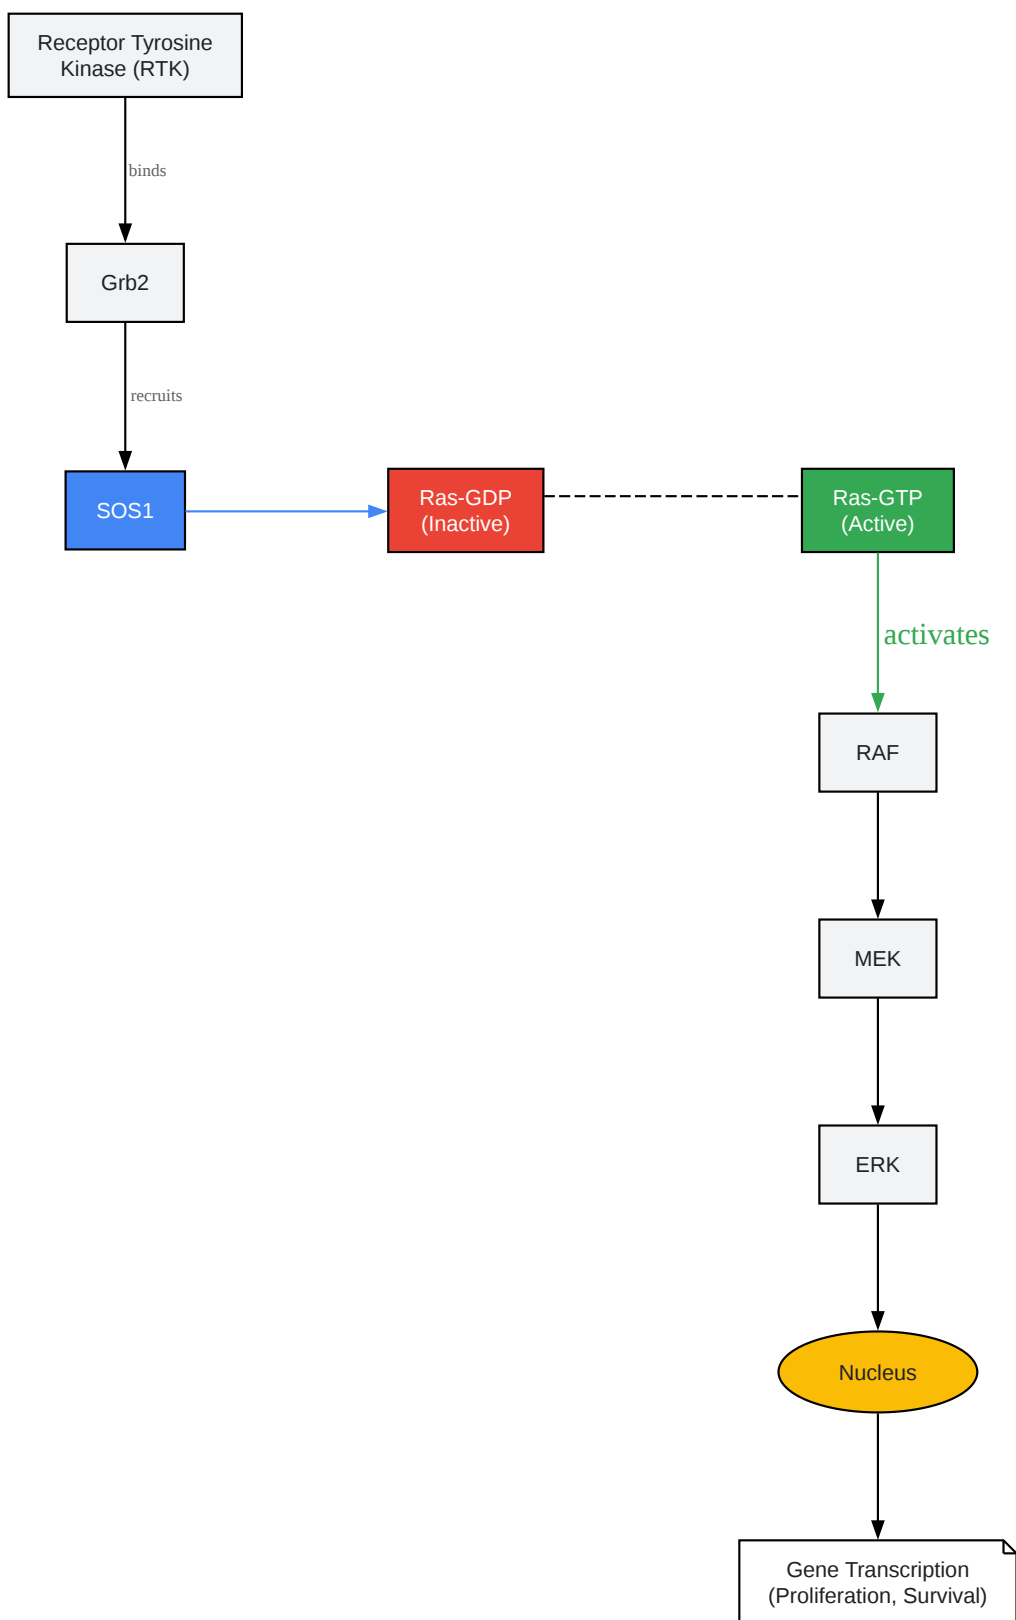 Receptor Tyrosine
Kinase (RTK)
binds
Grb2
recruits
SOS1
Ras-GDP
(Inactive)
Ras-GTP
(Active)
activates
RAF
MEK
ERK
Nucleus
Gene Transcription
(Proliferation, Survival)